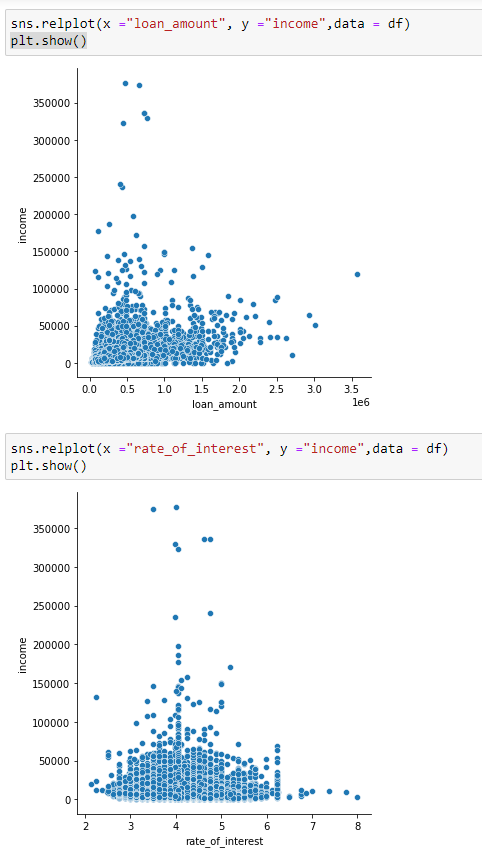 sns.relplot(x ="loan_amount", y ="income",data = df)
plt.show()
350000
300000
250000
200000
150000
100000
50000
0
income
0.0 0.5 1.0 1.5 2.0 2.5 3.0 3.5
1e6
loan_amount
sns.relplot(x ="rate_of_interest", y ="income",data = df)
plt.show()
350000
300000
250000
200000
150000
100000
50000
0
income
2 3 4 5 6 7 8
rate_of_interest